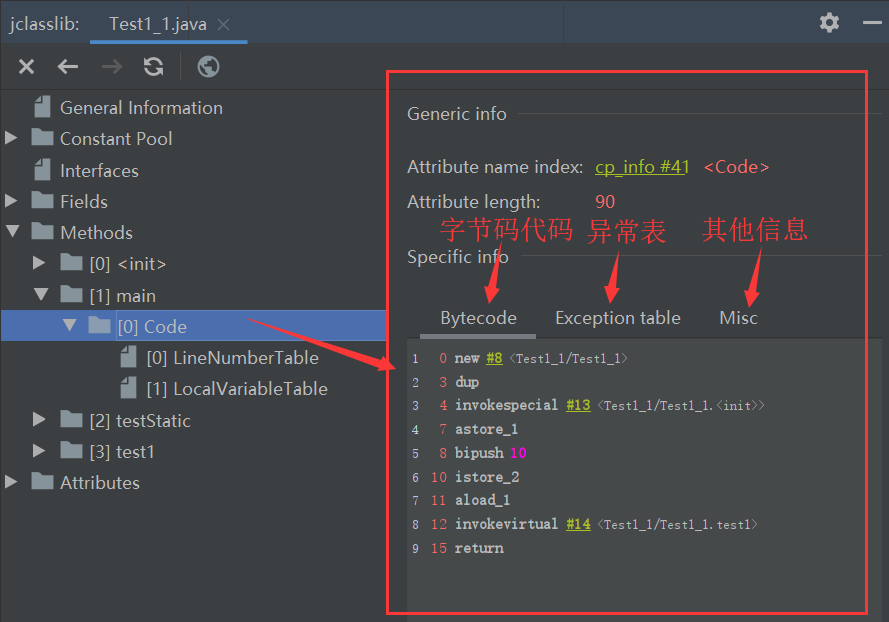 jclasslib: Test1_1.java
General Information
Constant Pool
Interfaces
Fields
Methods
[0] <init>
[1] main
[0] Code
[0] LineNumberTable
[1] LocalVariableTable
[2] testStatic
[3] test1
Attributes
Generic info
Attribute name index: cp_info #41 <Code>
Attribute length: 90
字节码代码 异常表 其他信息
Specific info
Bytecode Exception table Misc
1 0 new #8 <Test1_1/Test1_1>
2 3 dup
3 4 invokespecial #13 <Test1_1/Test1_1.<init>>
4 7 astore_1
5 8 bipush 10
6 10 istore_2
7 11 aload_1
8 12 invokevirtual #14 <Test1_1/Test1_1.test1>
9 15 return